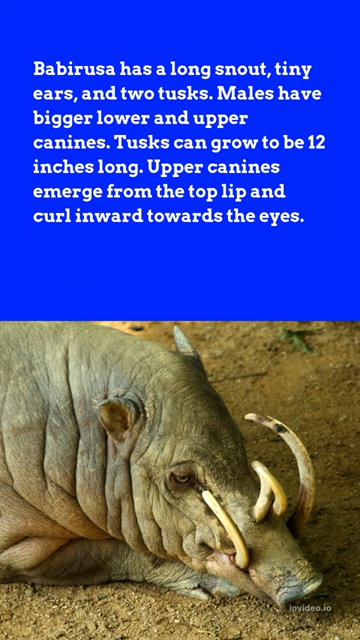 Babirusa has a long snout, tiny
ears, and two tusks. Males have
bigger lower and upper
canines. Tusks can grow to be 12
inches long. Upper canines
emerge from the top lip and
curl inward towards the eyes.
invideo.io